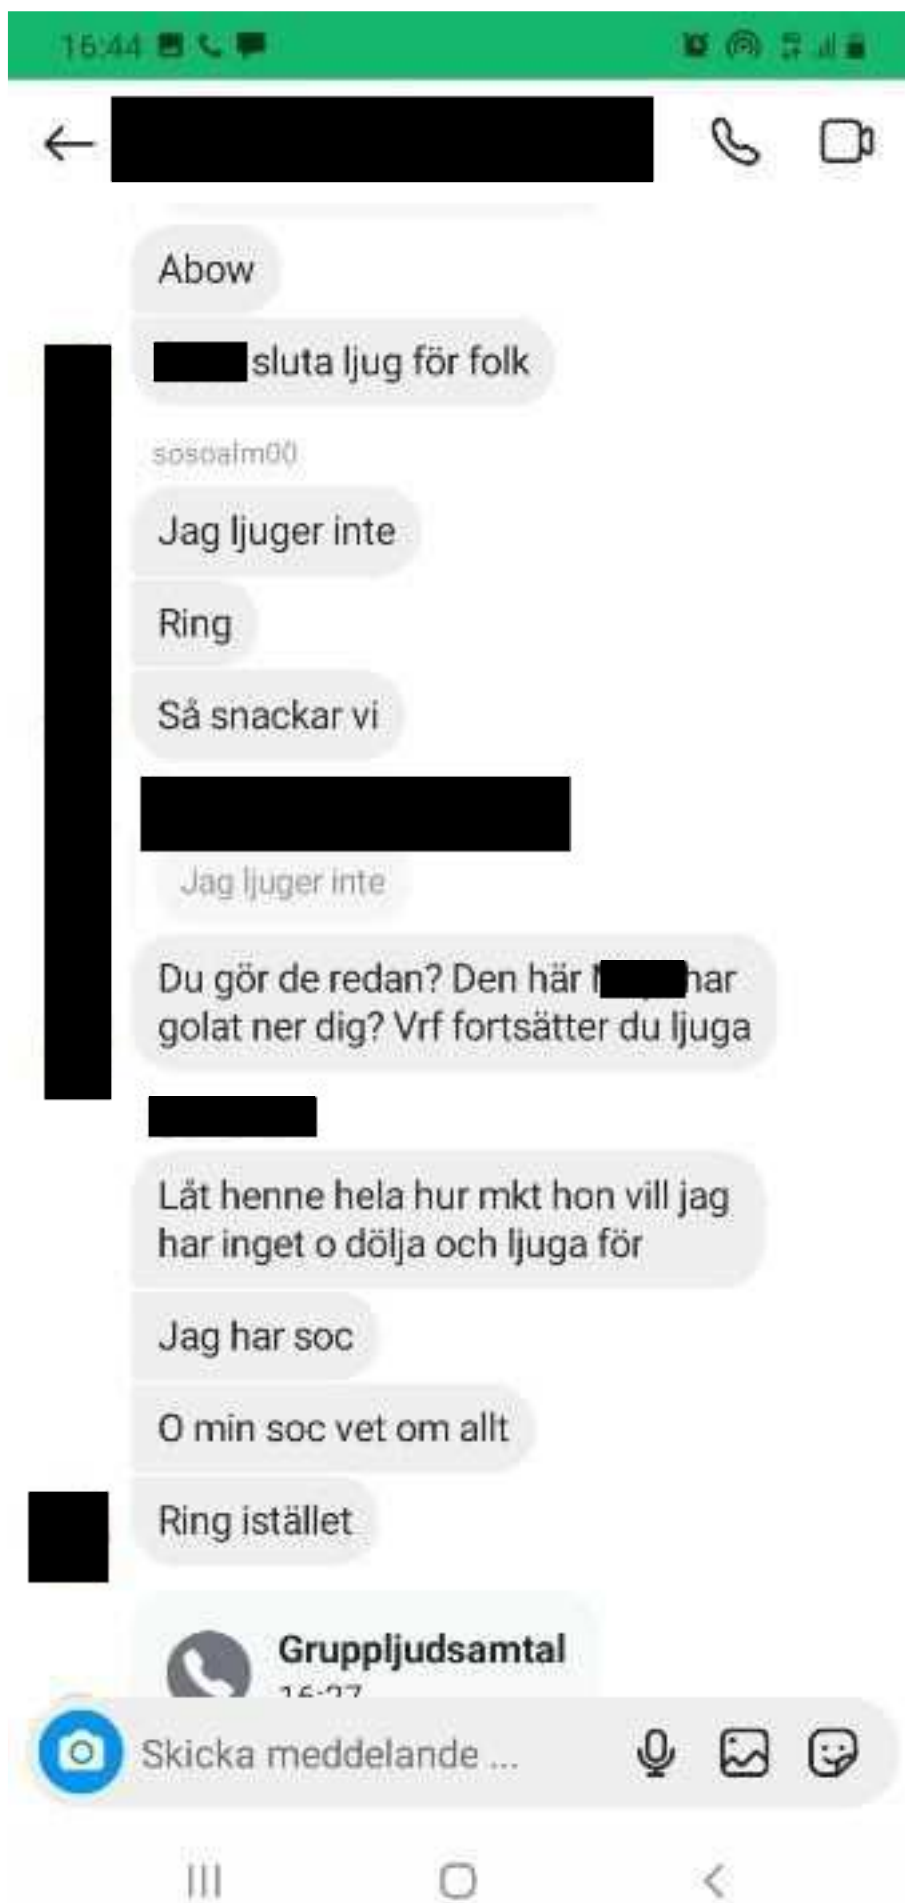 16:44
Abow
sluta ljug för folk
sosoalm00
Jag ljuger inte
Ring
Så snackar vi
Jag ljuger inte
Du gör de redan? Den här har
golat ner dig? Vrf fortsätter du ljuga
Låt henne hela hur mkt hon vill jag
har inget o dölja och ljuga för
Jag har soc
O min soc vet om allt
Ring istället
Gruppljudsamtal
16:27
Skicka meddelande ...